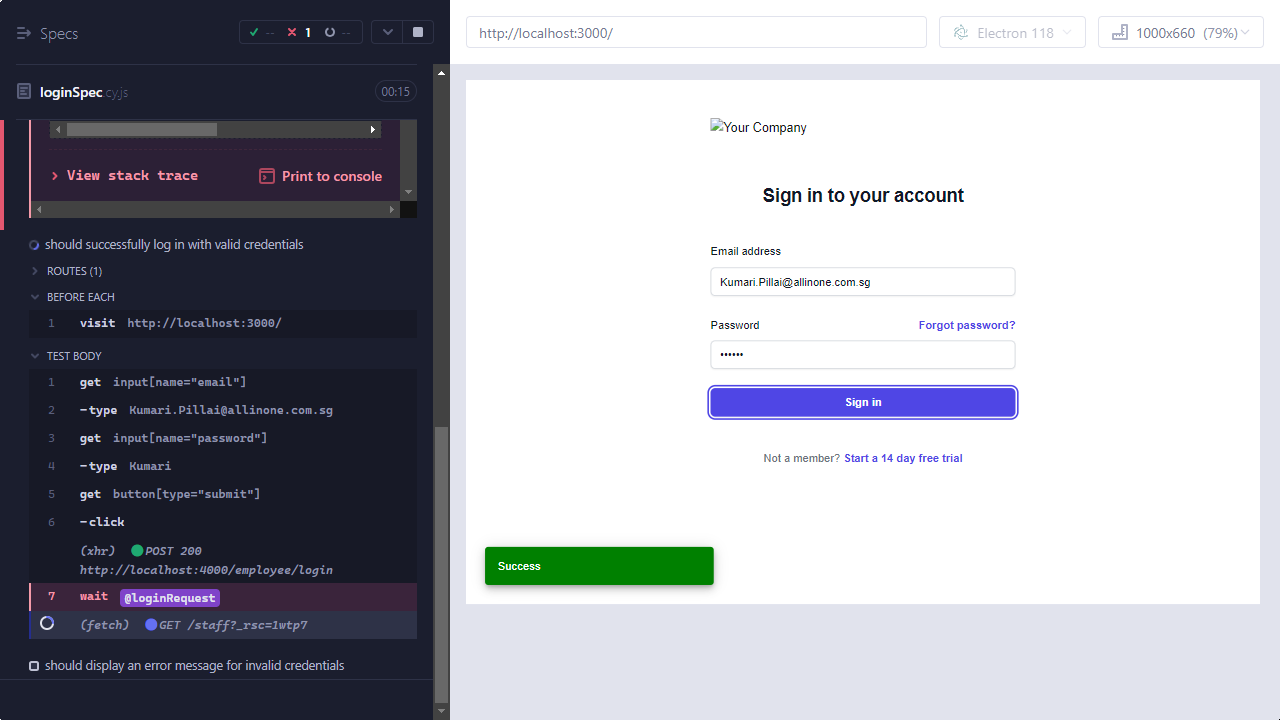 Specs
-- 1 --
loginSpec.cy.js 00:15
View stack trace Print to console
should successfully log in with valid credentials
ROUTES (1)
BEFORE EACH
1 visit http://localhost:3000/
TEST BODY
1 get input[name="email"]
2 -type Kumari.Pillai@allinone.com.sg
3 get input[name="password"]
4 -type Kumari
5 get button[type="submit"]
6 -click
(xhr) POST 200
http://localhost:4000/employee/login
7 wait @loginRequest
(fetch) GET /staff?_rsc=1wtp7
should display an error message for invalid credentials
http://localhost:3000/
Electron 118
1000x660 (79%)
Your Company
Sign in to your account
Email address
Kumari.Pillai@allinone.com.sg
Password Forgot password?
••••••
Sign in
Not a member? Start a 14 day free trial
Success